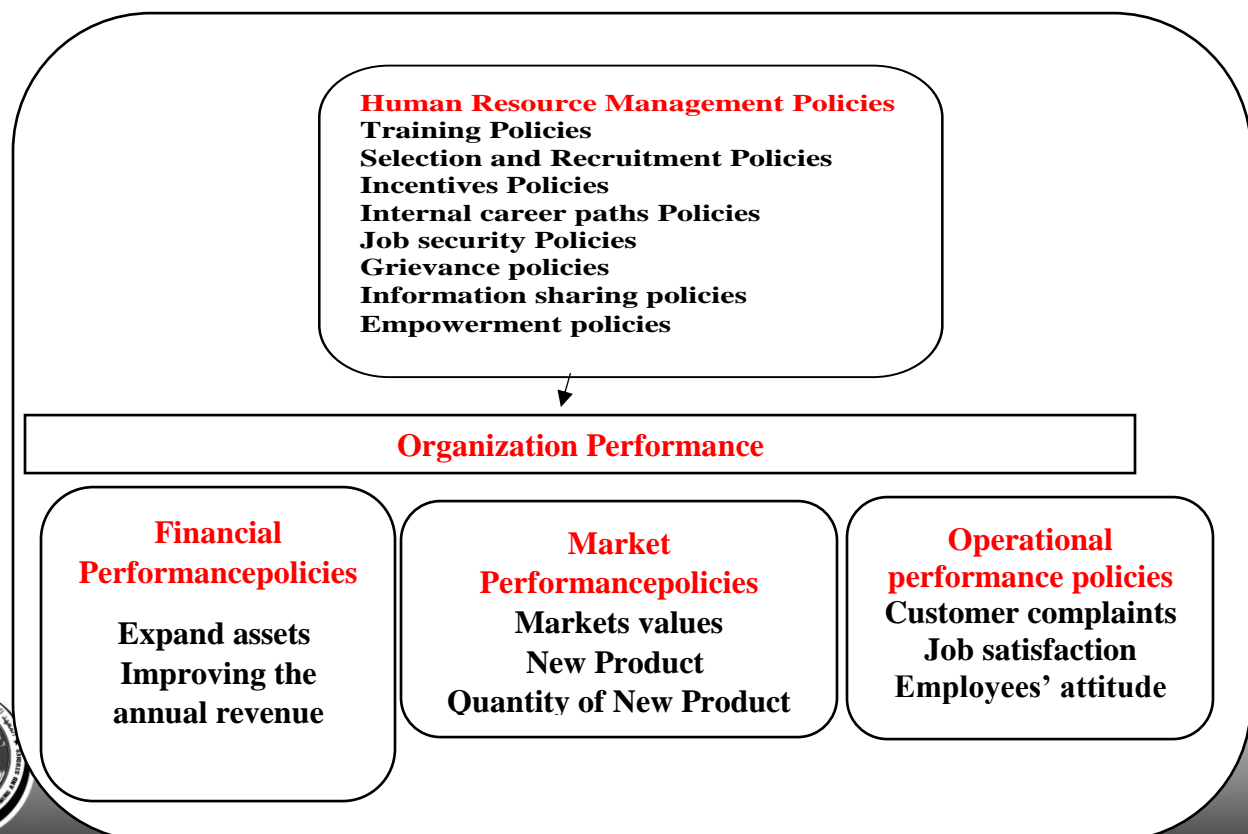 Human Resource Management Policies
Training Policies
Selection and Recruitment Policies
Incentives Policies
Internal career paths Policies
Job security Policies
Grievance policies
Information sharing policies
Empowerment policies
Organization Performance
Financial
Performancepolicies
Expand assets
Improving the
annual revenue
Market
Performancepolicies
Markets values
New Product
Quantity of New Product
Operational
performance policies
Customer complaints
Job satisfaction
Employees’ attitude